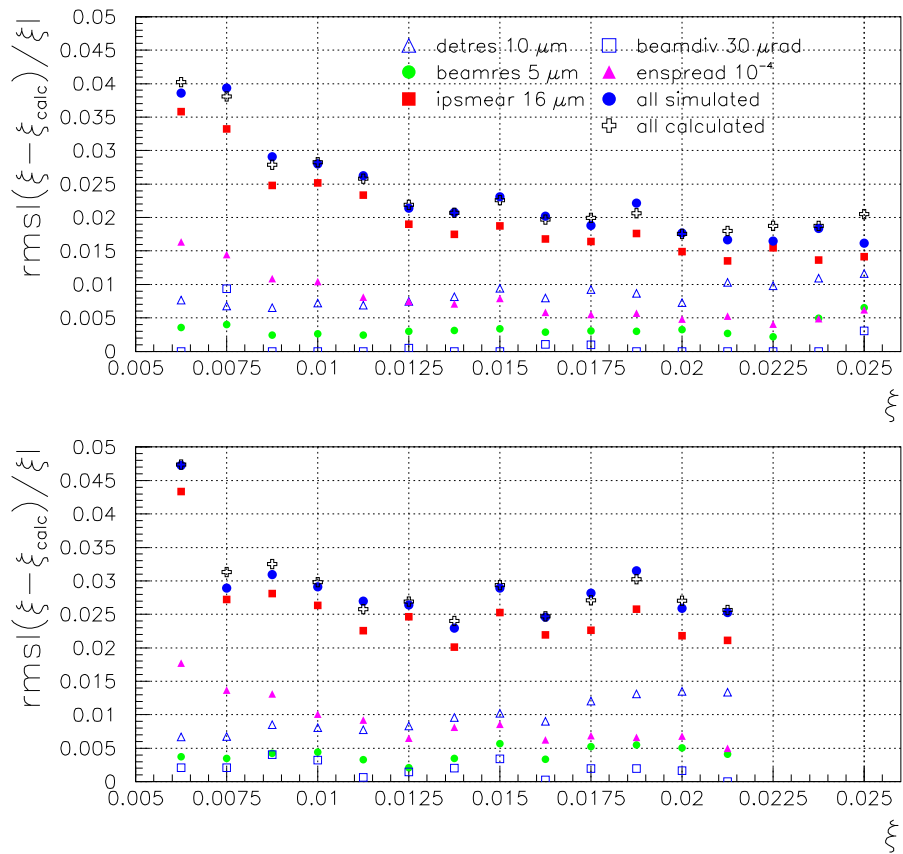 0.05
0.045
0.04
0.035
0.03
0.025
0.02
0.015
0.01
0.005
0
rms|(ξ−ξcalc)/ξ|
detres 10 μm
beamres 5 μm
ipsmear 16 μm
beamdiv 30 μrad
enspread 10⁻⁴
all simulated
all calculated
0.005 0.0075 0.01 0.0125 0.015 0.0175 0.02 0.0225 0.025
ξ
0.05
0.045
0.04
0.035
0.03
0.025
0.02
0.015
0.01
0.005
0
rms|(ξ−ξcalc)/ξ|
0.005 0.0075 0.01 0.0125 0.015 0.0175 0.02 0.0225 0.025
ξ